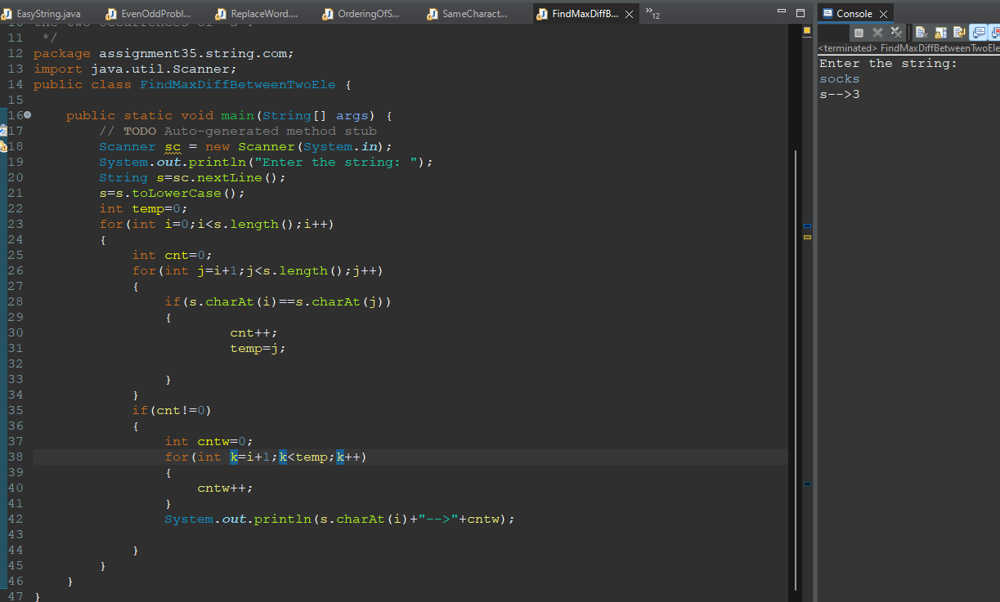 EasyString.java EvenOddProbl... ReplaceWord.... OrderingOfS... SameCharact... FindMaxDiffB... 12
11 */
12 package assignment35.string.com;
13 import java.util.Scanner;
14 public class FindMaxDiffBetweenTwoEle {
15
16 public static void main(String[] args) {
17 // TODO Auto-generated method stub
18 Scanner sc = new Scanner(System.in);
19 System.out.println("Enter the string: ");
20 String s=sc.nextLine();
21 s=s.toLowerCase();
22 int temp=0;
23 for(int i=0;i<s.length();i++)
24 {
25 int cnt=0;
26 for(int j=i+1;j<s.length();j++)
27 {
28 if(s.charAt(i)==s.charAt(j))
29 {
30 cnt++;
31 temp=j;
32
33 }
34 }
35 if(cnt!=0)
36 {
37 int cntw=0;
38 for(int k=i+1;k<temp;k++)
39 {
40 cntw++;
41 }
42 System.out.println(s.charAt(i)+"-->"+cntw);
43
44 }
45 }
46 }
47 }
Console
<terminated> FindMaxDiffBetweenTwoEle
Enter the string:
socks
s-->3